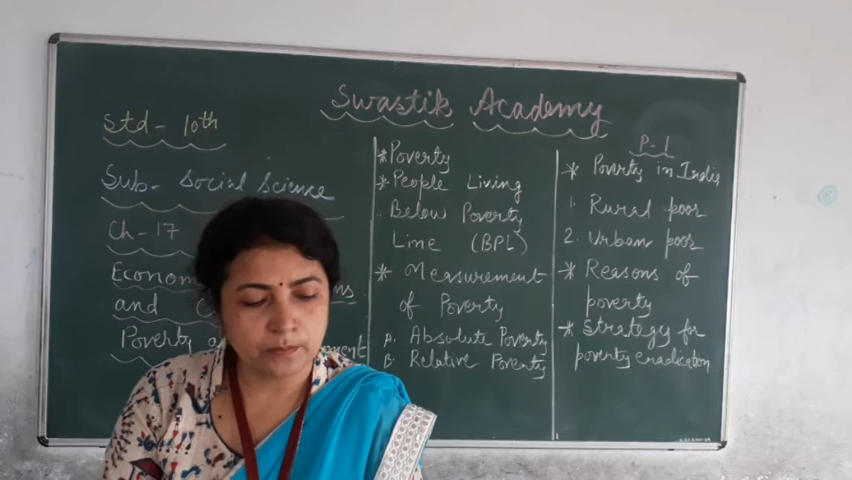 Swastik Academy
Std- 10th
Sub- Social Science
Ch-17
Econom
and
Poverty
* Poverty
* People Living
Below Poverty
Line (BPL)
* Measurement
of Poverty
A. Absolute Poverty
B. Relative Poverty
P-1
* Poverty in India
1. Rural poor
2. Urban poor
* Reasons of
poverty
* Strategy for
poverty eradication